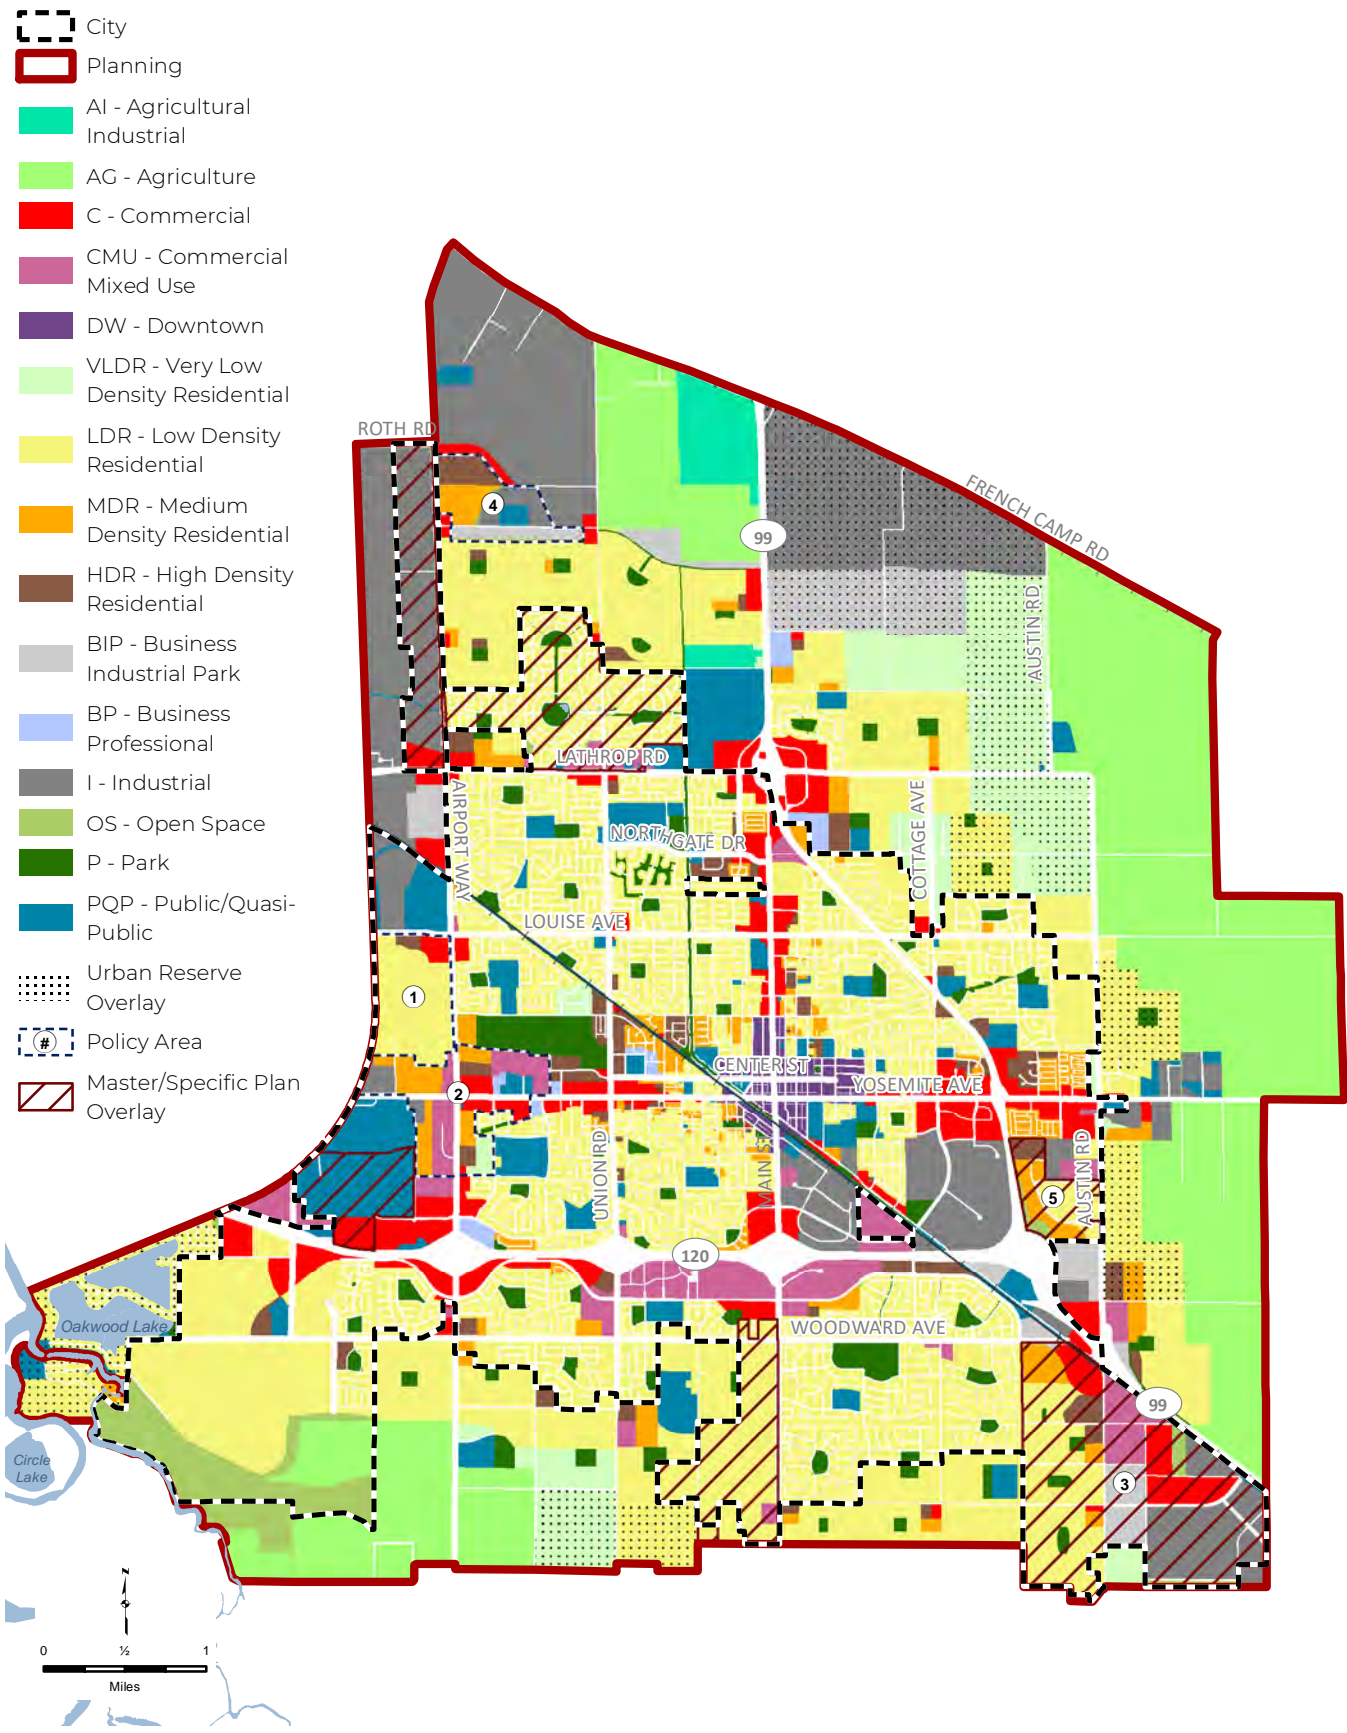 City
Planning
AI - Agricultural
Industrial
AG - Agriculture
C - Commercial
CMU - Commercial
Mixed Use
DW - Downtown
VLDR - Very Low
Density Residential
LDR - Low Density
Residential
MDR - Medium
Density Residential
HDR - High Density
Residential
BIP - Business
Industrial Park
BP - Business
Professional
I - Industrial
OS - Open Space
P - Park
PQP - Public/Quasi-
Public
Urban Reserve
Overlay
# Policy Area
Master/Specific Plan
Overlay
ROTH RD
FRENCH CAMP RD
4
99
AUSTIN RD
LATHROP RD
AIRPORT WAY
COTTAGE AVE
NORTHGATE DR
LOUISE AVE
1
CENTER ST
YOSEMITE AVE
2
UNION RD
MAIN ST
AUSTIN RD
5
120
Oakwood Lake
WOODWARD AVE
99
Circle
Lake
3
N
0 ½ 1
Miles